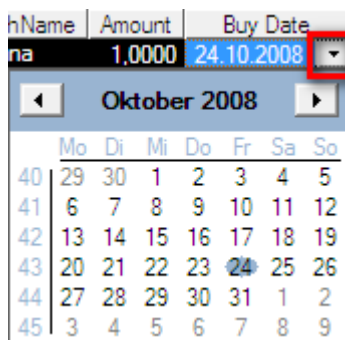 hName Amount Buy Date
na 1,0000 24.10.2008
Oktober 2008
Mo Di Mi Do Fr Sa So
40 29 30 1 2 3 4 5
41 6 7 8 9 10 11 12
42 13 14 15 16 17 18 19
43 20 21 22 23 24 25 26
44 27 28 29 30 31 1 2
45 3 4 5 6 7 8 9